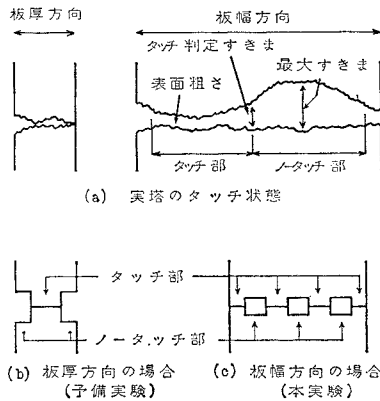 板厚方向
板幅方向
タッチ判定すきま
最大すきま
表面粗さ
タッチ部
ノータッチ部
(a) 実塔のタッチ状態
タッチ部
ノータッチ部
(b) 板厚方向の場合
(予備実験)
(c) 板幅方向の場合
(本実験)